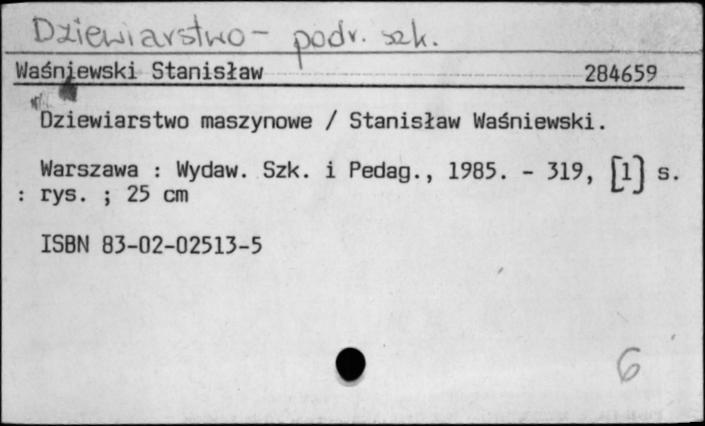 Dziewiarstwo - podr. szk.
Waśniewski Stanisław 284659
Dziewiarstwo maszynowe / Stanisław Waśniewski.
Warszawa : Wydaw. Szk. i Pedag., 1985. - 319, [1] s.
: rys. ; 25 cm
ISBN 83-02-02513-5
6